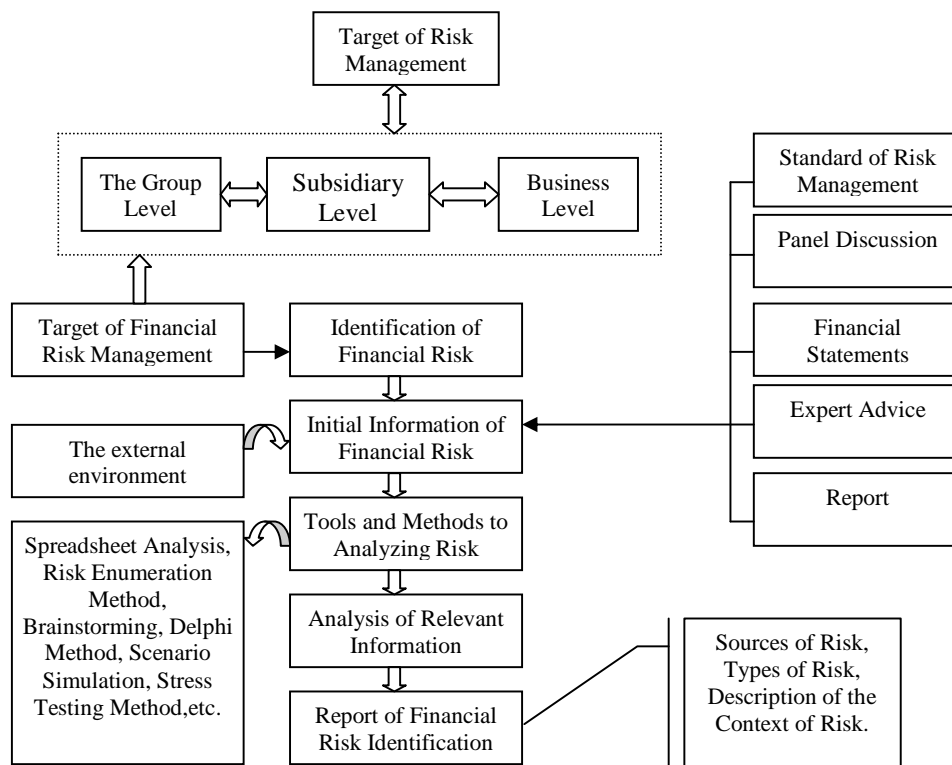 Target of Risk
Management
The Group
Level
Subsidiary
Level
Business
Level
Standard of Risk
Management
Panel Discussion
Financial
Statements
Expert Advice
Report
Target of Financial
Risk Management
Identification of
Financial Risk
The external
environment
Initial Information of
Financial Risk
Tools and Methods to
Analyzing Risk
Spreadsheet Analysis,
Risk Enumeration
Method,
Brainstorming, Delphi
Method, Scenario
Simulation, Stress
Testing Method,etc.
Analysis of Relevant
Information
Report of Financial
Risk Identification
Sources of Risk,
Types of Risk,
Description of the
Context of Risk.